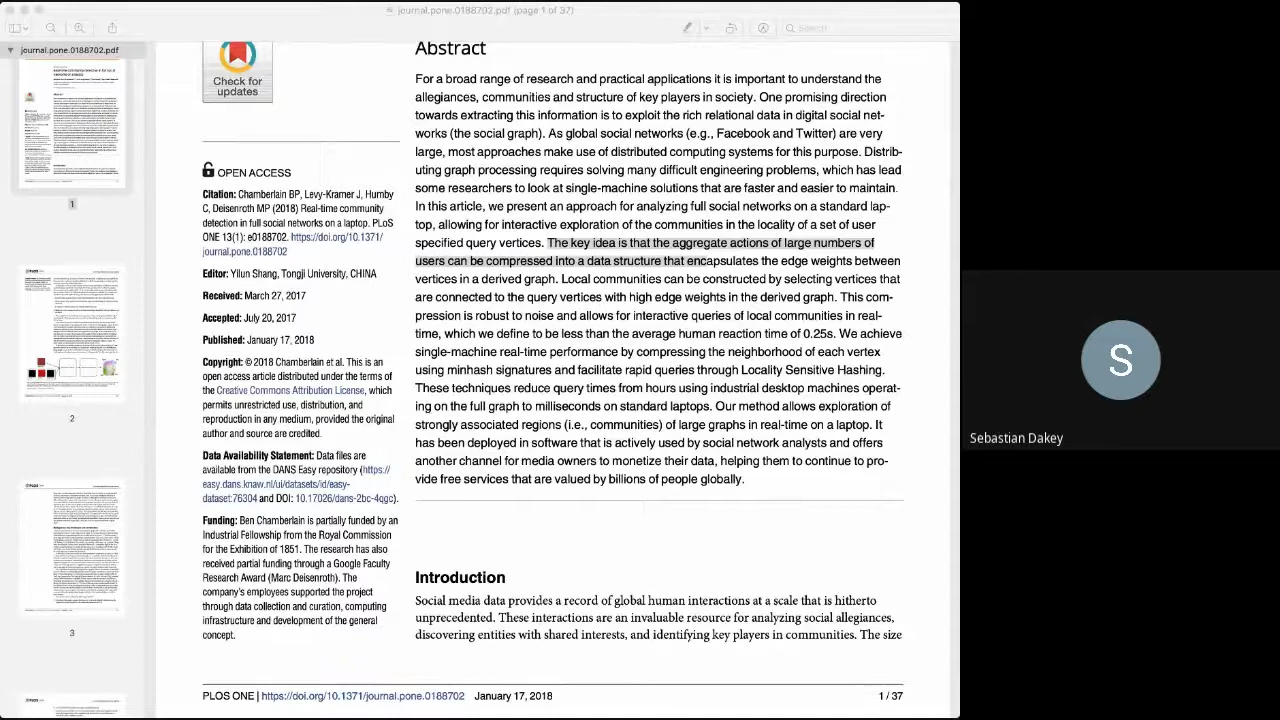 journal.pone.0188702.pdf (page 1 of 37)
Search
journal.pone.0188702.pdf
1
2
3
Check for
updates
OPEN ACCESS
Citation: Chamberlain BP, Levy-Kramer J, Humby
C, Deisenroth MP (2018) Real-time community
detection in full social networks on a laptop. PLoS
ONE 13(1): e0188702. https://doi.org/10.1371/
journal.pone.0188702
Editor: Yilun Shang, Tongji University, CHINA
Received: March 27, 2017
Accepted: July 20, 2017
Published: January 17, 2018
Copyright: © 2018 Chamberlain et al. This is an
open access article distributed under the terms of
the Creative Commons Attribution License, which
permits unrestricted use, distribution, and
reproduction in any medium, provided the original
author and source are credited.
Data Availability Statement: Data files are
available from the DANS Easy repository (https://
easy.dans.knaw.nl/ui/datasets/id/easy-
dataset:76304 and DOI: 10.17026/dans-2bc-4qgc).
Funding: Ben Chamberlain is partially funded by an
Industrial Fellowship from the Royal Commission
for the Exhibition of 1851. The research has also
received support through a Google Faculty
Research Award to Marc Deisenroth. The
company Starcount supported the project
through data collection and curation, computing
infrastructure and development of the general
concept.
Abstract
For a broad range of research and practical applications it is important to understand the
allegiances, communities and structure of key players in society. One promising direction
towards extracting this information is to exploit the rich relational data in digital social net-
works (the social graph). As global social networks (e.g., Facebook and Twitter) are very
large, most approaches make use of distributed computing systems for this purpose. Distrib-
uting graph processing requires solving many difficult engineering problems, which has lead
some researchers to look at single-machine solutions that are faster and easier to maintain.
In this article, we present an approach for analyzing full social networks on a standard lap-
top, allowing for interactive exploration of the communities in the locality of a set of user
specified query vertices. The key idea is that the aggregate actions of large numbers of
users can be compressed into a data structure that encapsulates the edge weights between
vertices in a derived graph. Local communities can be constructed by selecting vertices that
are connected to the query vertices with high edge weights in the derived graph. This com-
pression is robust to noise and allows for interactive queries of local communities in real-
time, which we define to be less than the average human reaction time of 0.25s. We achieve
single-machine real-time performance by compressing the neighborhood of each vertex
using minhash signatures and facilitate rapid queries through Locality Sensitive Hashing.
These techniques reduce query times from hours using industrial desktop machines operat-
ing on the full graph to milliseconds on standard laptops. Our method allows exploration of
strongly associated regions (i.e., communities) of large graphs in real-time on a laptop. It
has been deployed in software that is actively used by social network analysts and offers
another channel for media owners to monetize their data, helping them to continue to pro-
vide free services that are valued by billions of people globally.
Introduction
Social media data provides a record of global human interactions at a scale that is hitherto
unprecedented. These interactions are an invaluable resource for analyzing social allegiances,
discovering entities with shared interests, and identifying key players in communities. The size
PLOS ONE | https://doi.org/10.1371/journal.pone.0188702 January 17, 2018
1 / 37
S
Sebastian Dakey